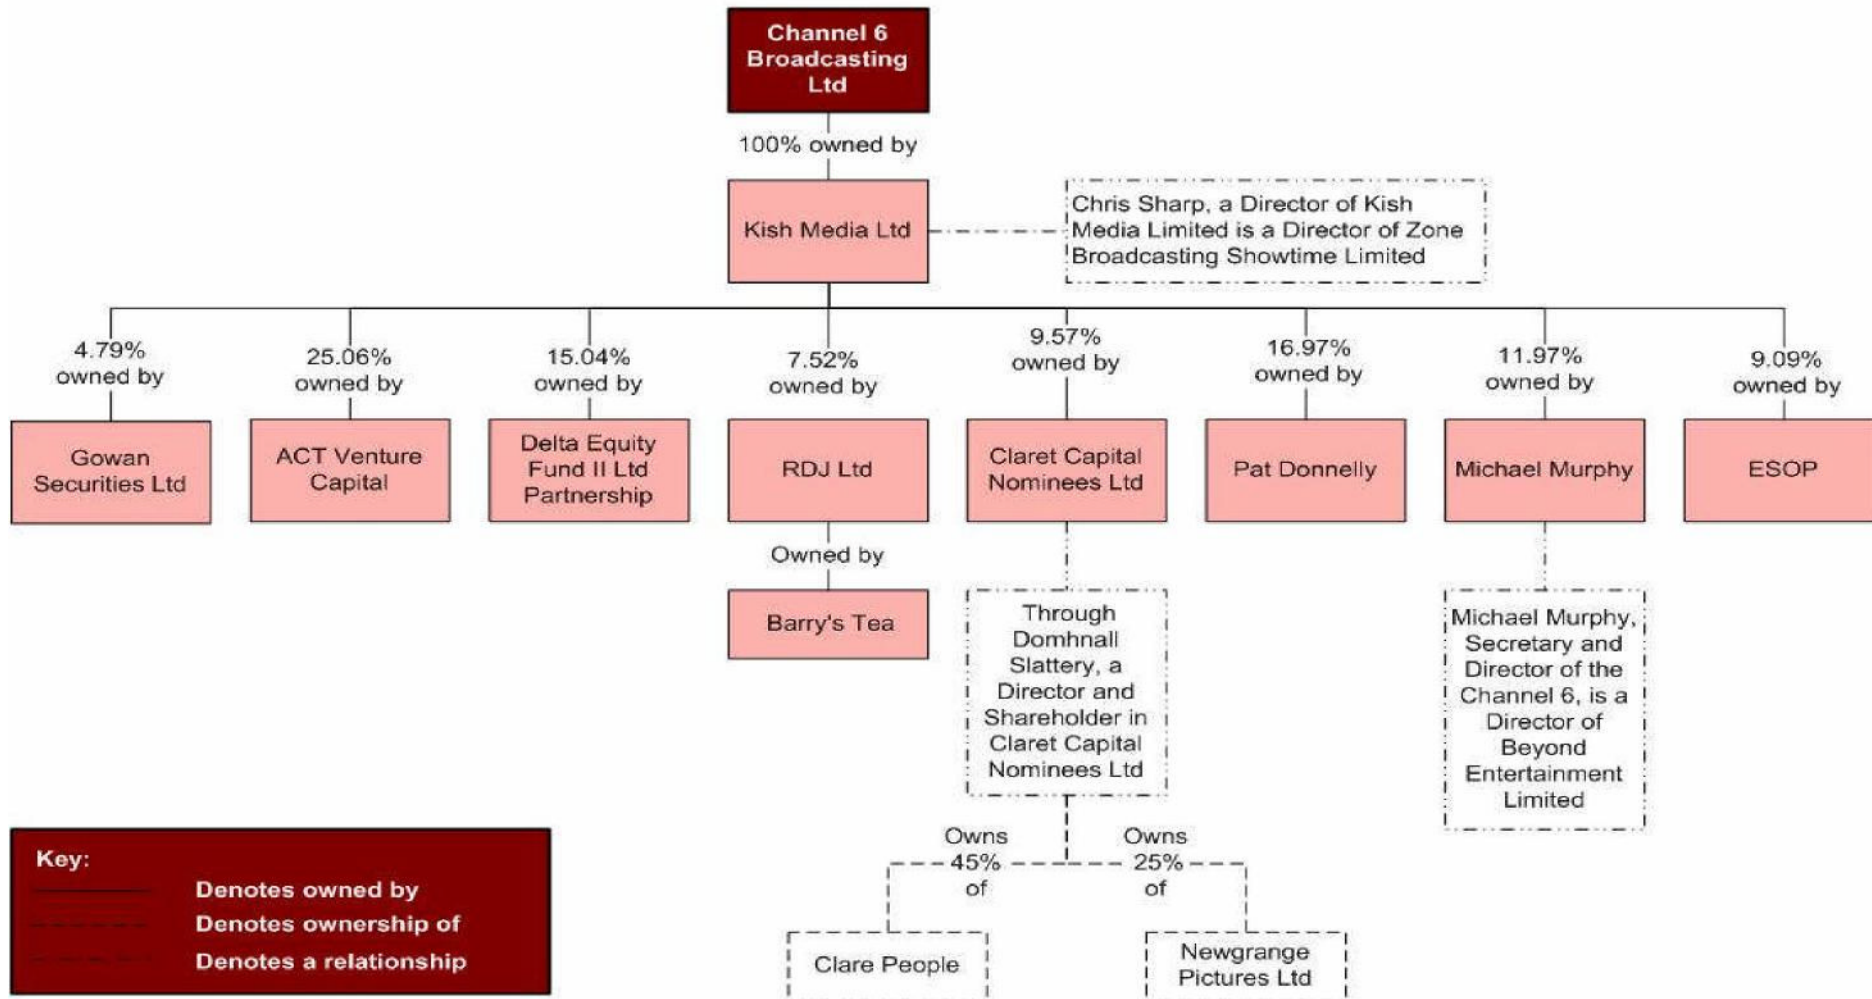 Channel 6
Broadcasting
Ltd
100% owned by
Kish Media Ltd
Chris Sharp, a Director of Kish
Media Limited is a Director of Zone
Broadcasting Showtime Limited
4.79%
owned by
25.06%
owned by
15.04%
owned by
7.52%
owned by
9.57%
owned by
16.97%
owned by
11.97%
owned by
9.09%
owned by
Gowan
Securities Ltd
ACT Venture
Capital
Delta Equity
Fund II Ltd
Partnership
RDJ Ltd
Claret Capital
Nominees Ltd
Pat Donnelly
Michael Murphy
ESOP
Owned by
Barry's Tea
Through
Domhnall
Slattery, a
Director and
Shareholder in
Claret Capital
Nominees Ltd
Michael Murphy,
Secretary and
Director of the
Channel 6, is a
Director of
Beyond
Entertainment
Limited
Owns
45%
of
Owns
25%
of
Clare People
Newgrange
Pictures Ltd
Key:
Denotes owned by
Denotes ownership of
Denotes a relationship